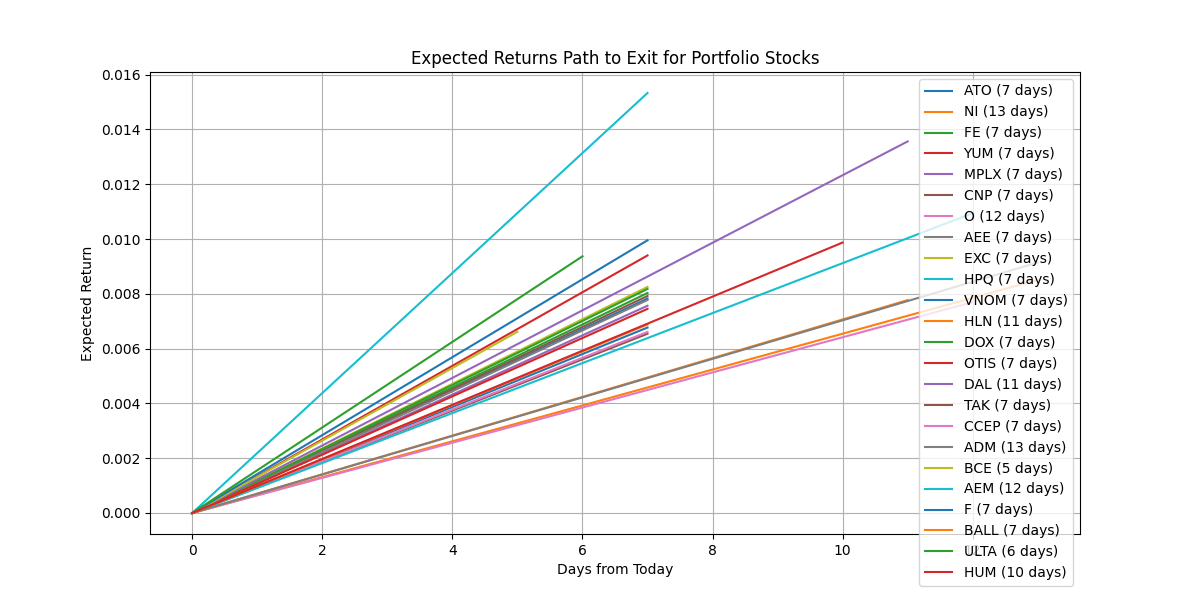 Expected Returns Path to Exit for Portfolio Stocks
Expected Return
0.016
0.014
0.012
0.010
0.008
0.006
0.004
0.002
0.000
0
2
4
6
8
10
Days from Today
ATO (7 days)
NI (13 days)
FE (7 days)
YUM (7 days)
MPLX (7 days)
CNP (7 days)
O (12 days)
AEE (7 days)
EXC (7 days)
HPQ (7 days)
VNOM (7 days)
HLN (11 days)
DOX (7 days)
OTIS (7 days)
DAL (11 days)
TAK (7 days)
CCEP (7 days)
ADM (13 days)
BCE (5 days)
AEM (12 days)
F (7 days)
BALL (7 days)
ULTA (6 days)
HUM (10 days)